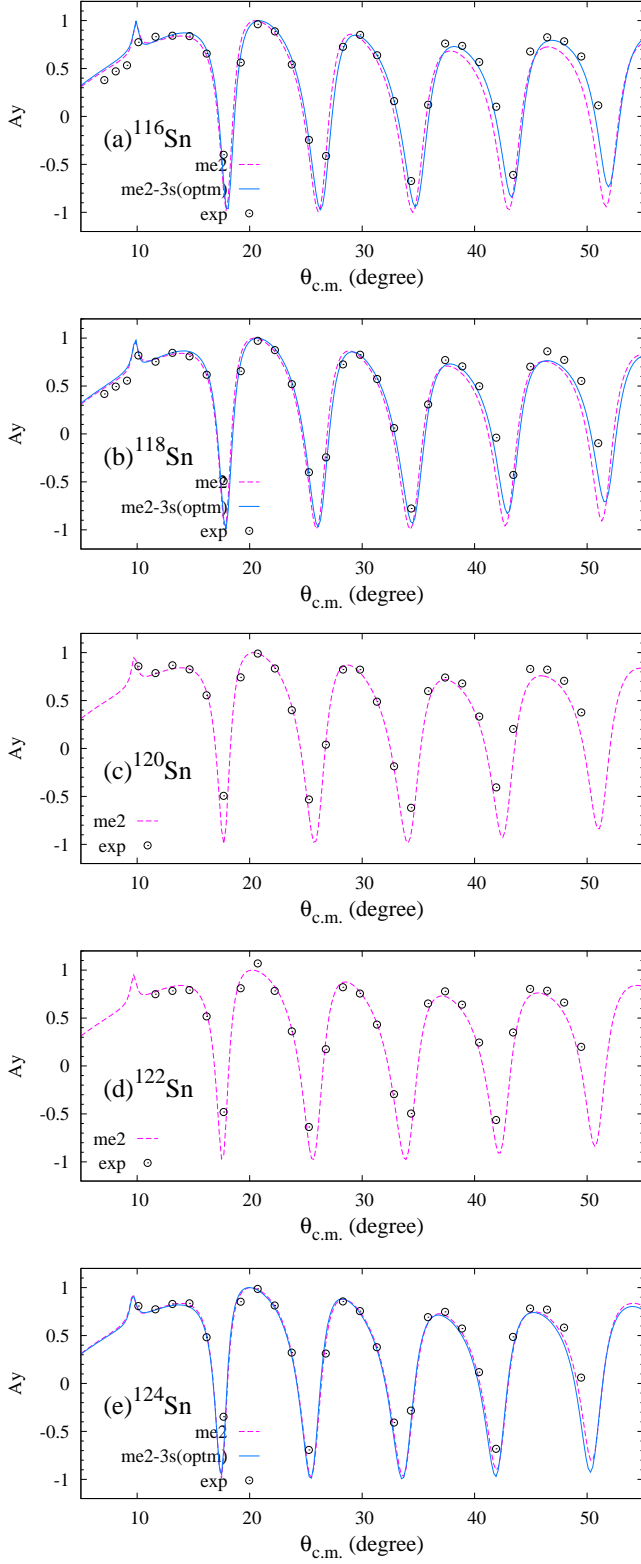 1
0.5
0
-0.5
-1
Ay
(a)¹¹⁶Sn
me2
me2-3s(optm)
exp
10 20 30 40 50
θc.m. (degree)
1
0.5
0
-0.5
-1
Ay
(b)¹¹⁸Sn
me2
me2-3s(optm)
exp
10 20 30 40 50
θc.m. (degree)
1
0.5
0
-0.5
-1
Ay
(c)¹²⁰Sn
me2
exp
10 20 30 40 50
θc.m. (degree)
1
0.5
0
-0.5
-1
Ay
(d)¹²²Sn
me2
exp
10 20 30 40 50
θc.m. (degree)
1
0.5
0
-0.5
-1
Ay
(e)¹²⁴Sn
me2
me2-3s(optm)
exp
10 20 30 40 50
θc.m. (degree)